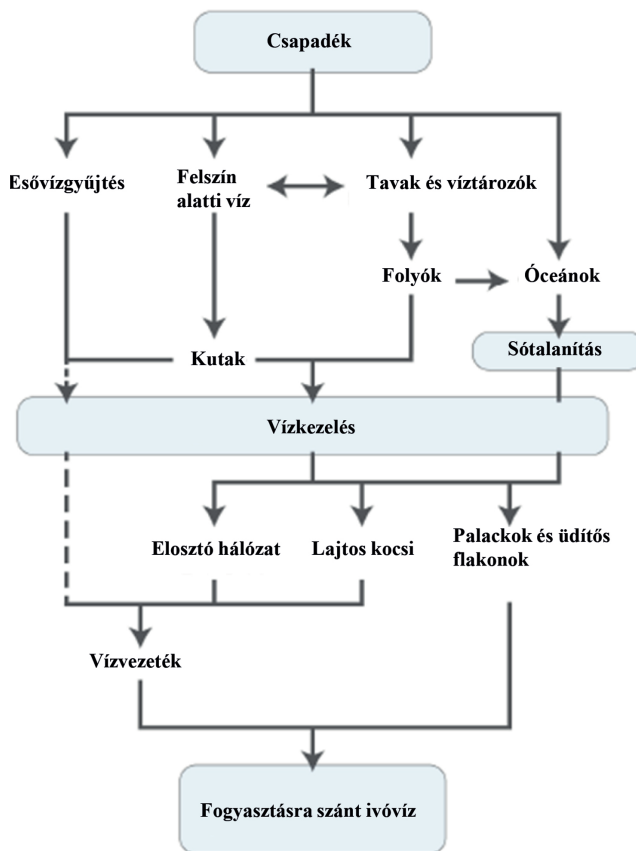 Csapadék
Esővízgyűjtés
Felszín
alatti víz
Tavak és víztározók
Folyók
Óceánok
Kutak
Sótalanítás
Vízkezelés
Elosztó hálózat
Lajtos kocsi
Palackok és üdítős
flakonok
Vízvezeték
Fogyasztásra szánt ivóvíz